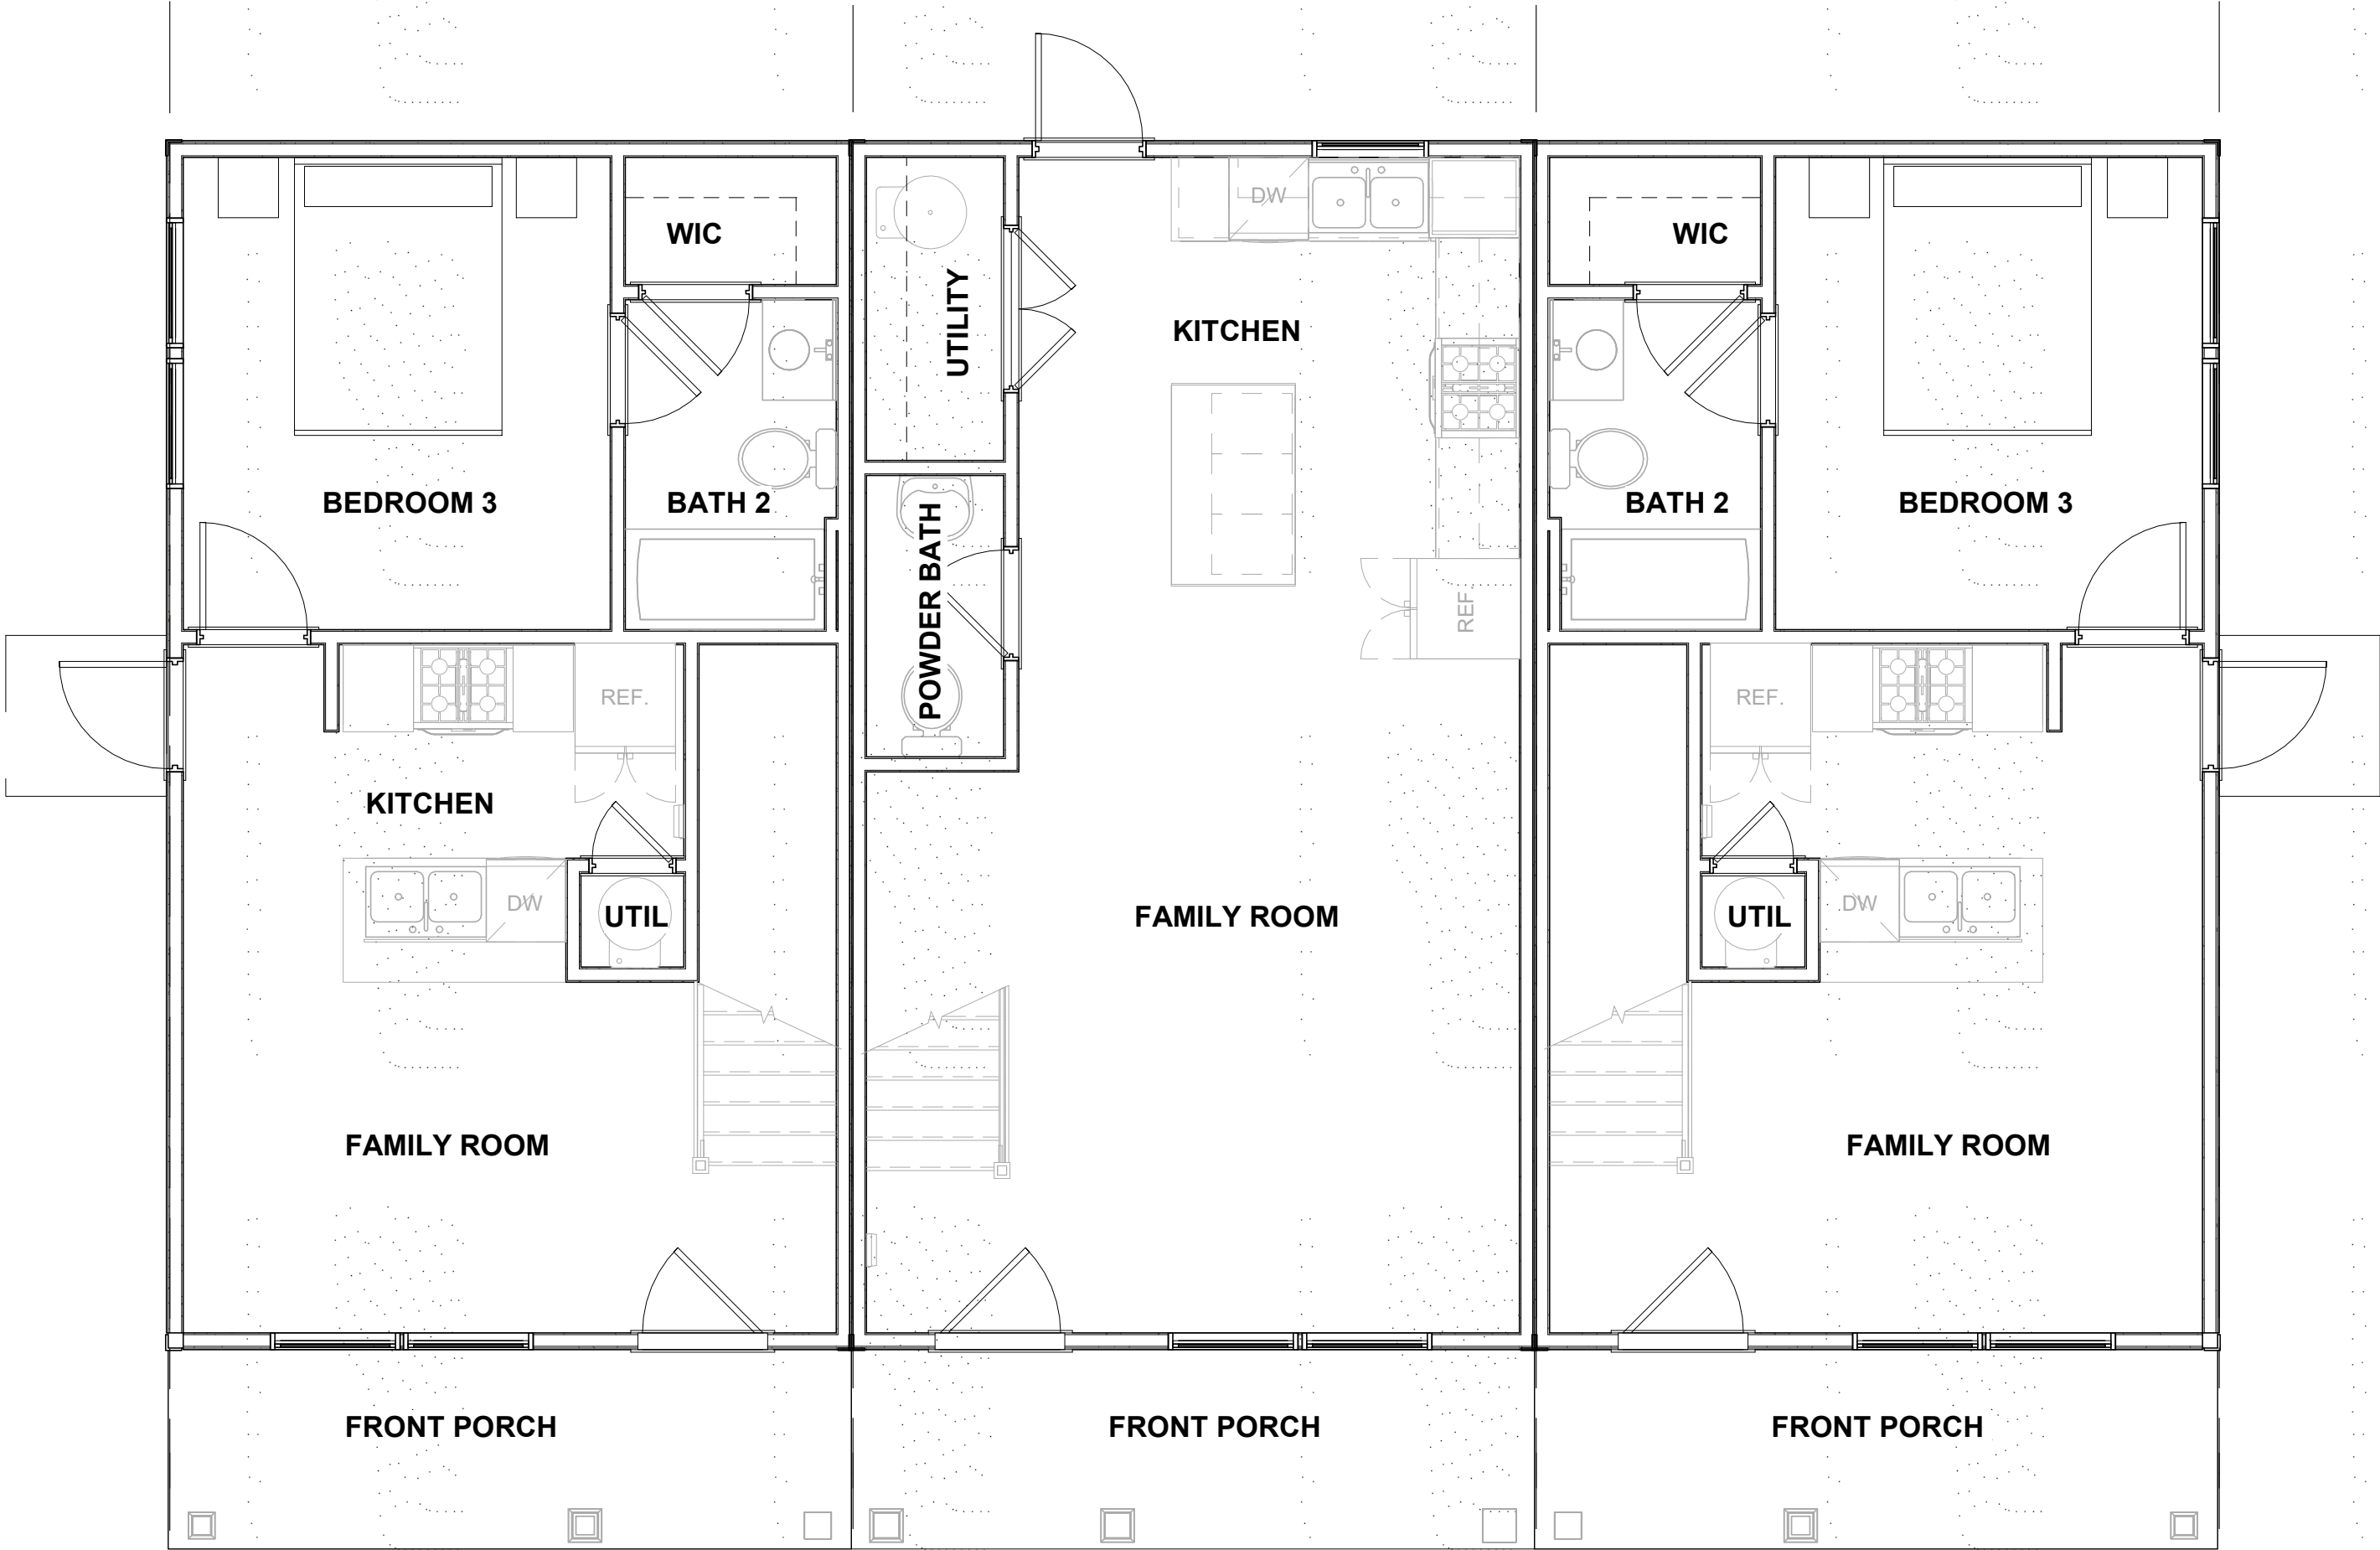 DW
WIC
WIC
UTILITY
KITCHEN
BEDROOM 3
BATH 2
POWDER BATH
BATH 2
BEDROOM 3
REF.
REF.
REF.
KITCHEN
DW
UTIL
FAMILY ROOM
UTIL
DW
FAMILY ROOM
FAMILY ROOM
FRONT PORCH
FRONT PORCH
FRONT PORCH